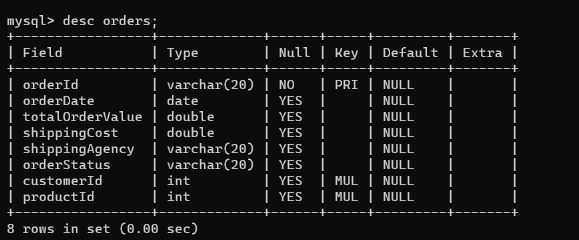 mysql> desc orders;
+-----------------+-------------+------+-----+---------+-------+
| Field           | Type        | Null | Key | Default | Extra |
+-----------------+-------------+------+-----+---------+-------+
| orderId         | varchar(20) | NO   | PRI | NULL    |       |
| orderDate       | date        | YES  |     | NULL    |       |
| totalOrderValue | double      | YES  |     | NULL    |       |
| shippingCost    | double      | YES  |     | NULL    |       |
| shippingAgency  | varchar(20) | YES  |     | NULL    |       |
| orderStatus     | varchar(20) | YES  |     | NULL    |       |
| customerId      | int         | YES  | MUL | NULL    |       |
| productId       | int         | YES  | MUL | NULL    |       |
+-----------------+-------------+------+-----+---------+-------+
8 rows in set (0.00 sec)